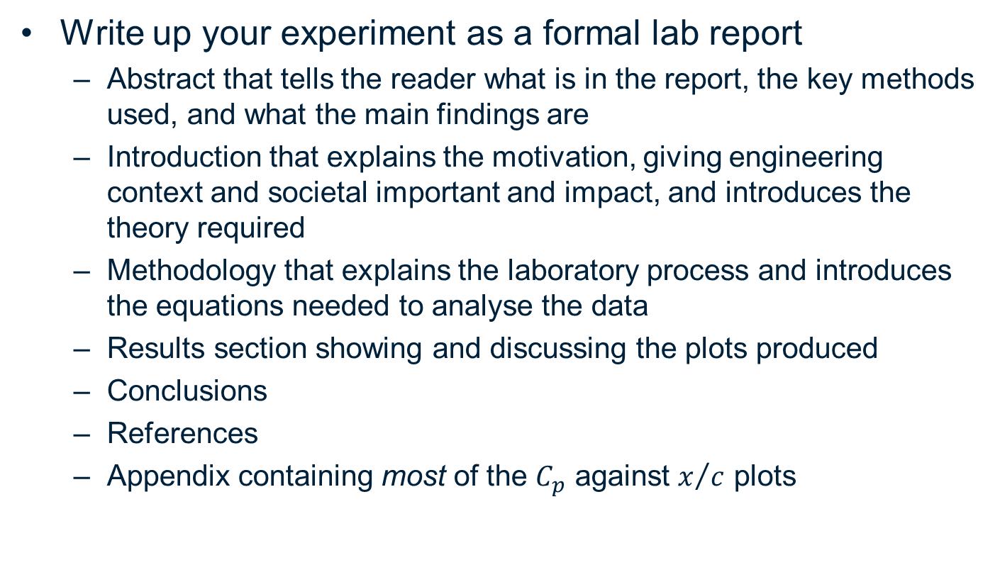 • Write up your experiment as a formal lab report
– Abstract that tells the reader what is in the report, the key methods
used, and what the main findings are
– Introduction that explains the motivation, giving engineering
context and societal important and impact, and introduces the
theory required
– Methodology that explains the laboratory process and introduces
the equations needed to analyse the data
– Results section showing and discussing the plots produced
– Conclusions
– References
– Appendix containing most of the C_p against x/c plots